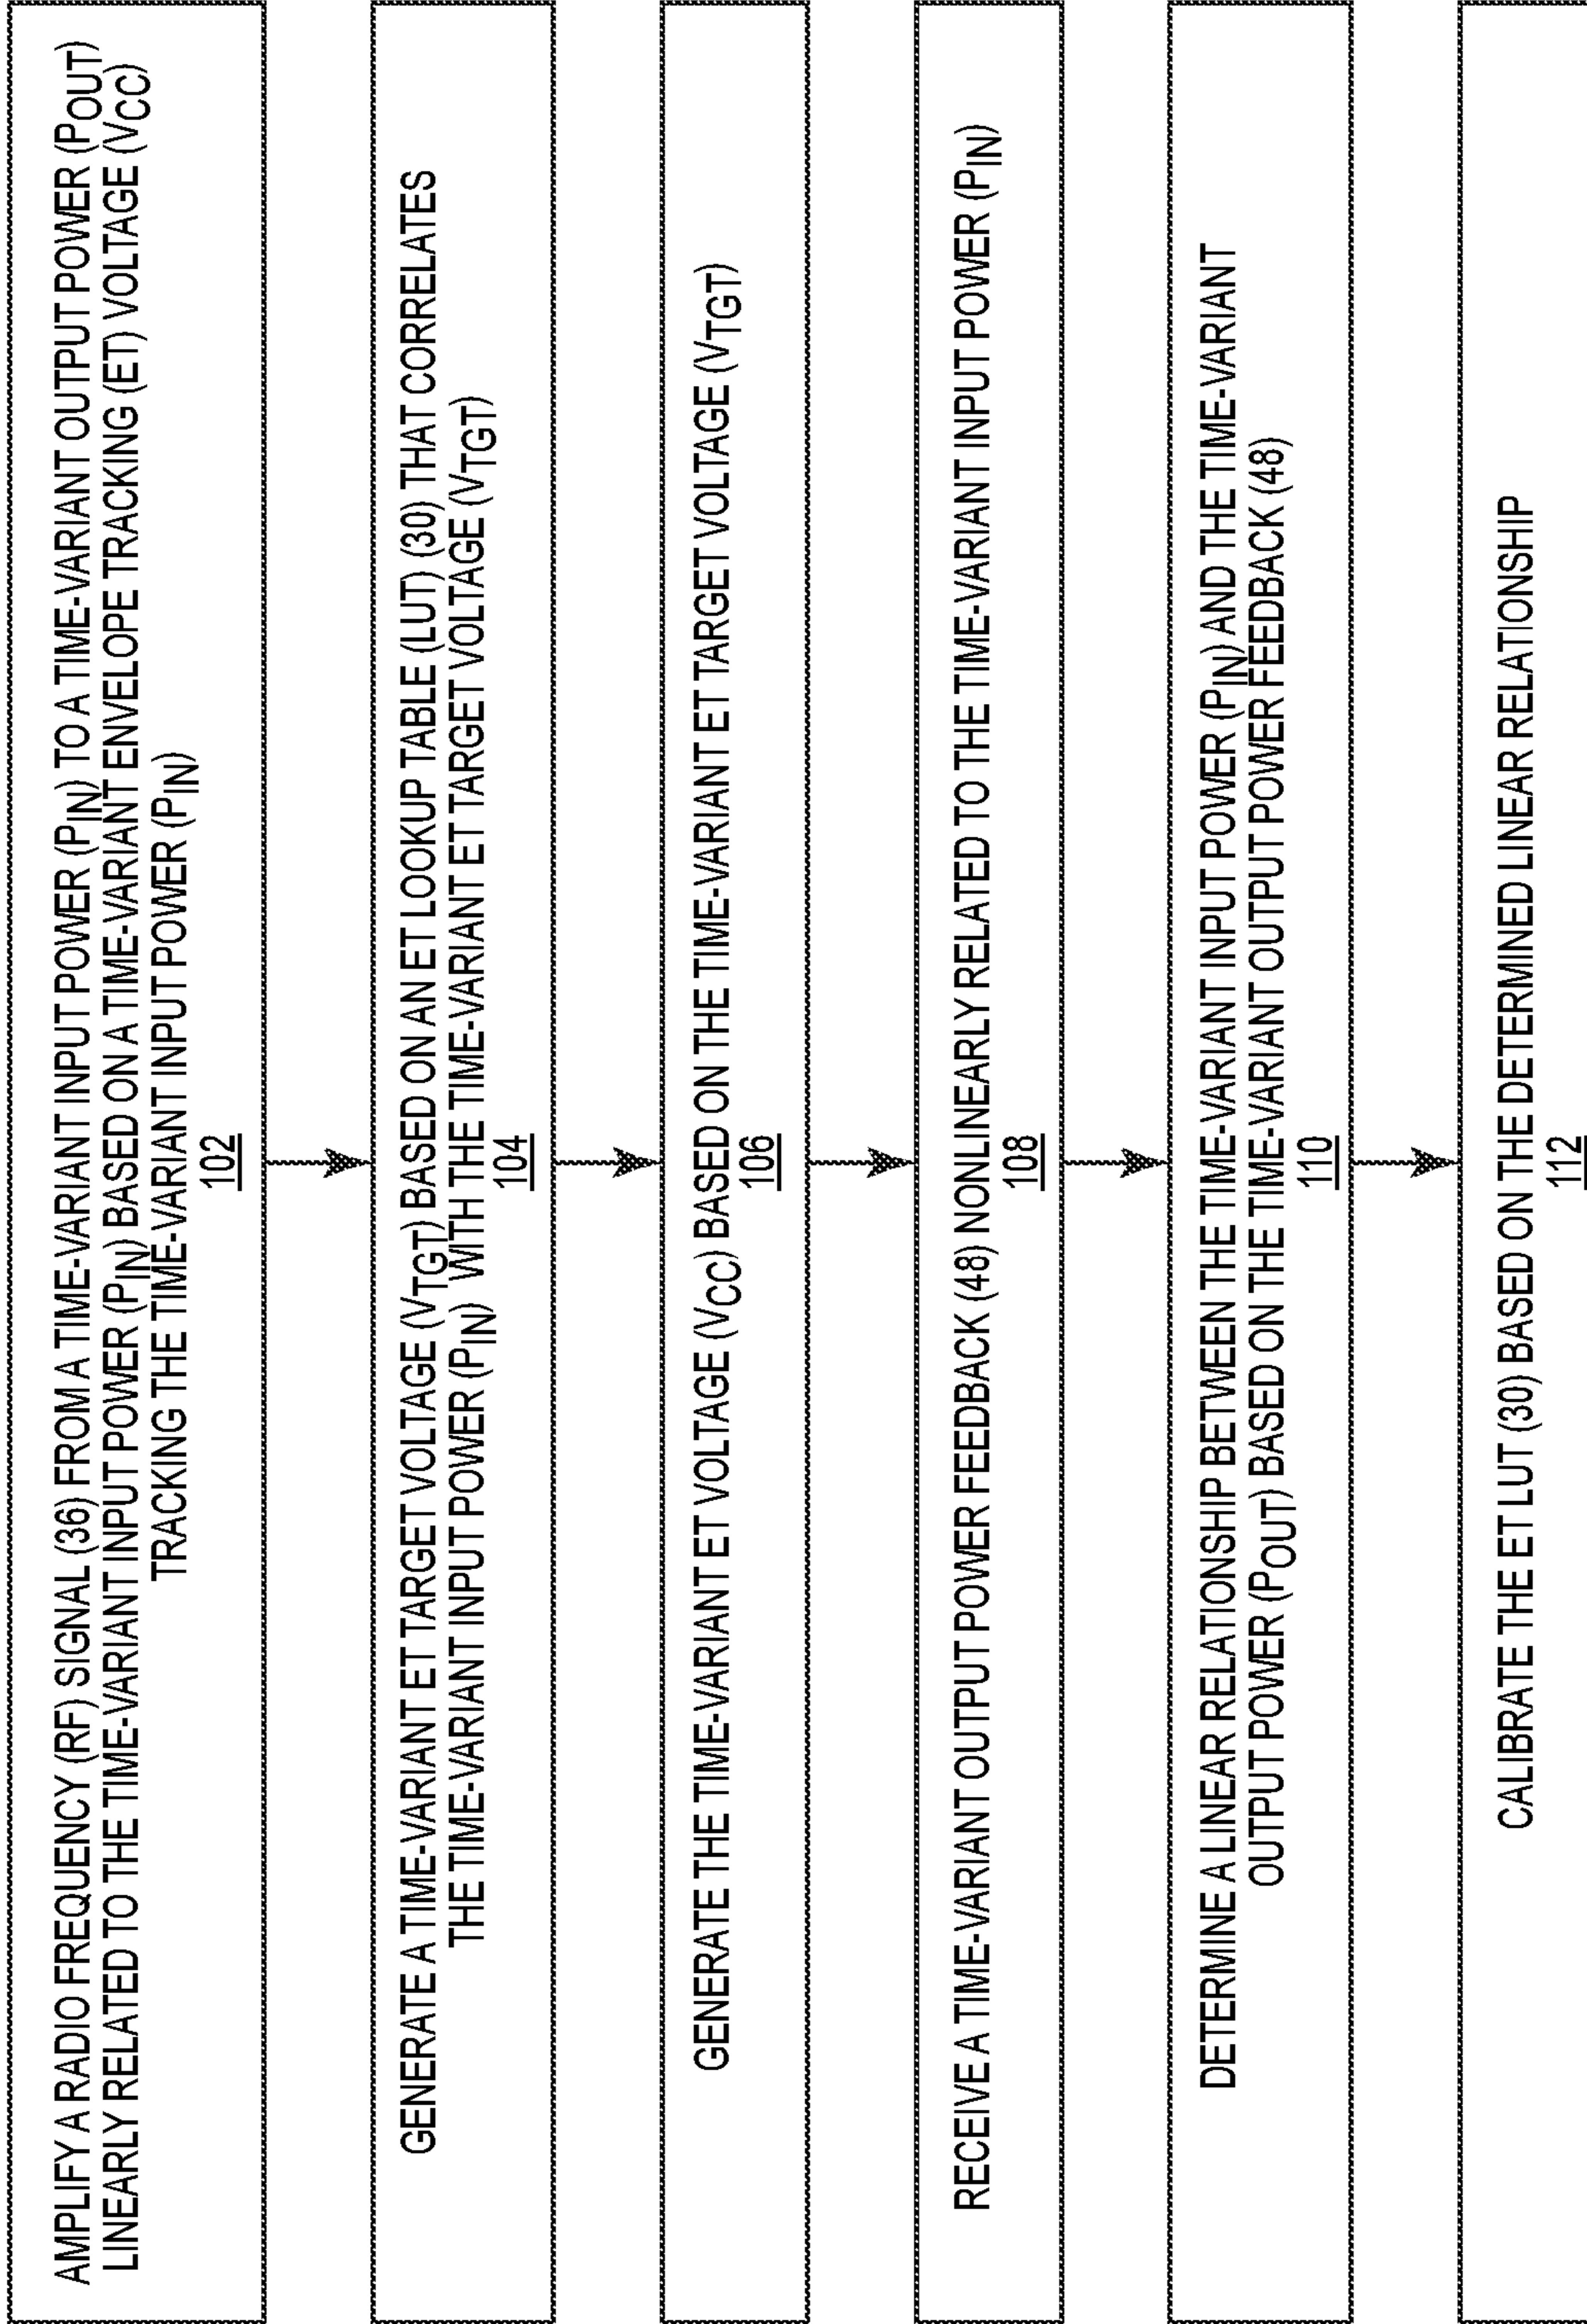 AMPLIFY A RADIO FREQUENCY (RF) SIGNAL (36) FROM A TIME-VARIANT INPUT POWER (PIN) TO A TIME-VARIANT OUTPUT POWER (POUT)
LINEARLY RELATED TO THE TIME-VARIANT INPUT POWER (PIN) BASED ON A TIME-VARIANT ENVELOPE TRACKING (ET) VOLTAGE (VCC)
TRACKING THE TIME-VARIANT INPUT POWER (PIN)
102
GENERATE A TIME-VARIANT ET TARGET VOLTAGE (VTGT) BASED ON AN ET LOOKUP TABLE (LUT) (30) THAT CORRELATES
THE TIME-VARIANT INPUT POWER (PIN) WITH THE TIME-VARIANT ET TARGET VOLTAGE (VTGT)
104
GENERATE THE TIME-VARIANT ET VOLTAGE (VCC) BASED ON THE TIME-VARIANT ET TARGET VOLTAGE (VTGT)
106
RECEIVE A TIME-VARIANT OUTPUT POWER FEEDBACK (48) NONLINEARLY RELATED TO THE TIME-VARIANT INPUT POWER (PIN)
108
DETERMINE A LINEAR RELATIONSHIP BETWEEN THE TIME-VARIANT INPUT POWER (PIN) AND THE TIME-VARIANT
OUTPUT POWER (POUT) BASED ON THE TIME-VARIANT OUTPUT POWER FEEDBACK (48)
110
CALIBRATE THE ET LUT (30) BASED ON THE DETERMINED LINEAR RELATIONSHIP
112